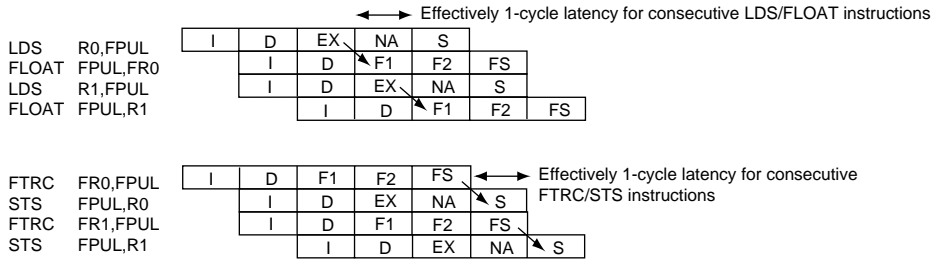 Effectively 1-cycle latency for consecutive LDS/FLOAT instructions
LDS R0,FPUL I D EX NA S
FLOAT FPUL,FR0 I D F1 F2 FS
LDS R1,FPUL I D EX NA S
FLOAT FPUL,R1 I D F1 F2 FS
FTRC FR0,FPUL I D F1 F2 FS
Effectively 1-cycle latency for consecutive
FTRC/STS instructions
STS FPUL,R0 I D EX NA S
FTRC FR1,FPUL I D F1 F2 FS
STS FPUL,R1 I D EX NA S